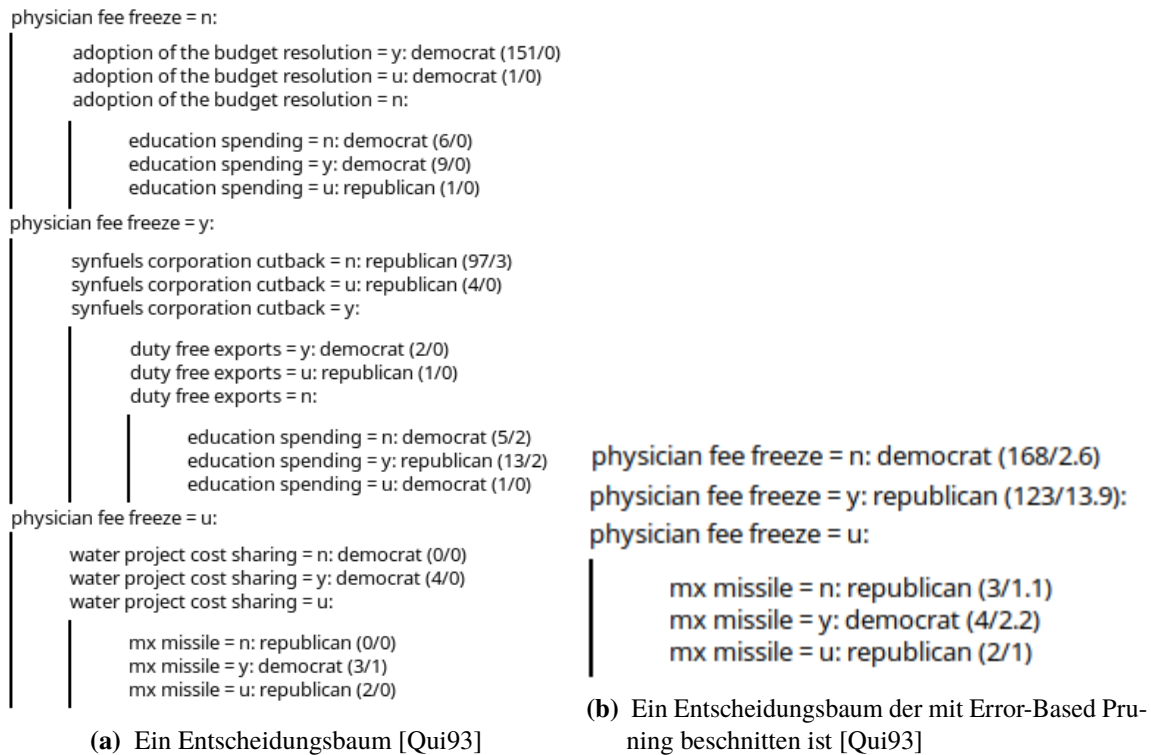 physician fee freeze = n:
adoption of the budget resolution = y: democrat (151/0)
adoption of the budget resolution = u: democrat (1/0)
adoption of the budget resolution = n:
education spending = n: democrat (6/0)
education spending = y: democrat (9/0)
education spending = u: republican (1/0)
physician fee freeze = y:
synfuels corporation cutback = n: republican (97/3)
synfuels corporation cutback = u: republican (4/0)
synfuels corporation cutback = y:
duty free exports = y: democrat (2/0)
duty free exports = u: republican (1/0)
duty free exports = n:
education spending = n: democrat (5/2)
education spending = y: republican (13/2)
education spending = u: democrat (1/0)
physician fee freeze = u:
water project cost sharing = n: democrat (0/0)
water project cost sharing = y: democrat (4/0)
water project cost sharing = u:
mx missile = n: republican (0/0)
mx missile = y: democrat (3/1)
mx missile = u: republican (2/0)
(a) Ein Entscheidungsbaum [Qui93]
physician fee freeze = n: democrat (168/2.6)
physician fee freeze = y: republican (123/13.9):
physician fee freeze = u:
mx missile = n: republican (3/1.1)
mx missile = y: democrat (4/2.2)
mx missile = u: republican (2/1)
(b) Ein Entscheidungsbaum der mit Error-Based Pru-
ning beschnitten ist [Qui93]